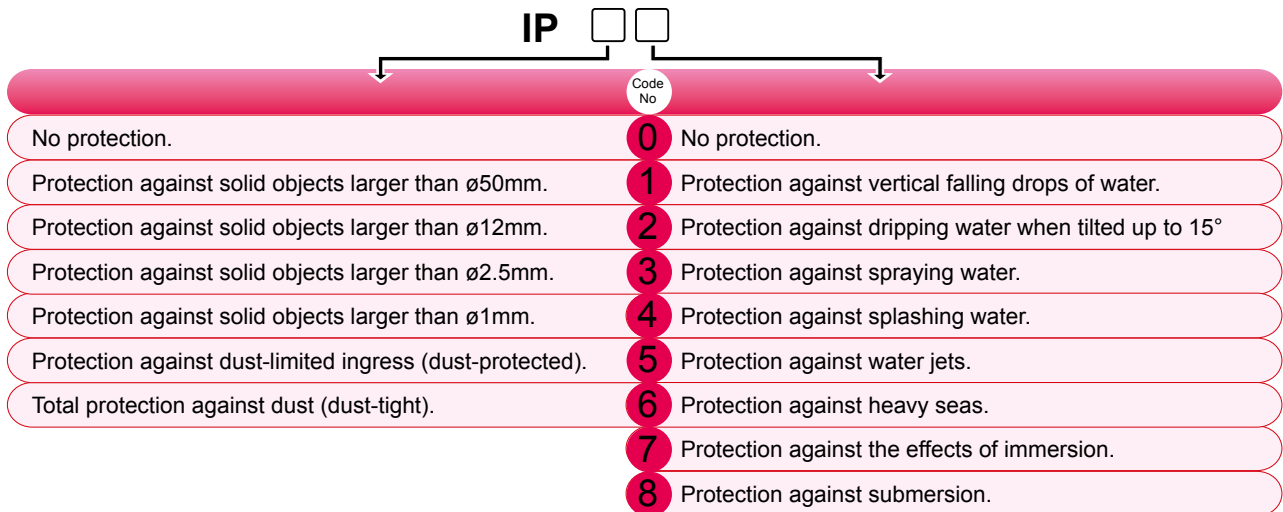 IP
Code
No
No protection. 0 No protection.
Protection against solid objects larger than ø50mm. 1 Protection against vertical falling drops of water.
Protection against solid objects larger than ø12mm. 2 Protection against dripping water when tilted up to 15°
Protection against solid objects larger than ø2.5mm. 3 Protection against spraying water.
Protection against solid objects larger than ø1mm. 4 Protection against splashing water.
Protection against dust-limited ingress (dust-protected). 5 Protection against water jets.
Total protection against dust (dust-tight). 6 Protection against heavy seas.
7 Protection against the effects of immersion.
8 Protection against submersion.